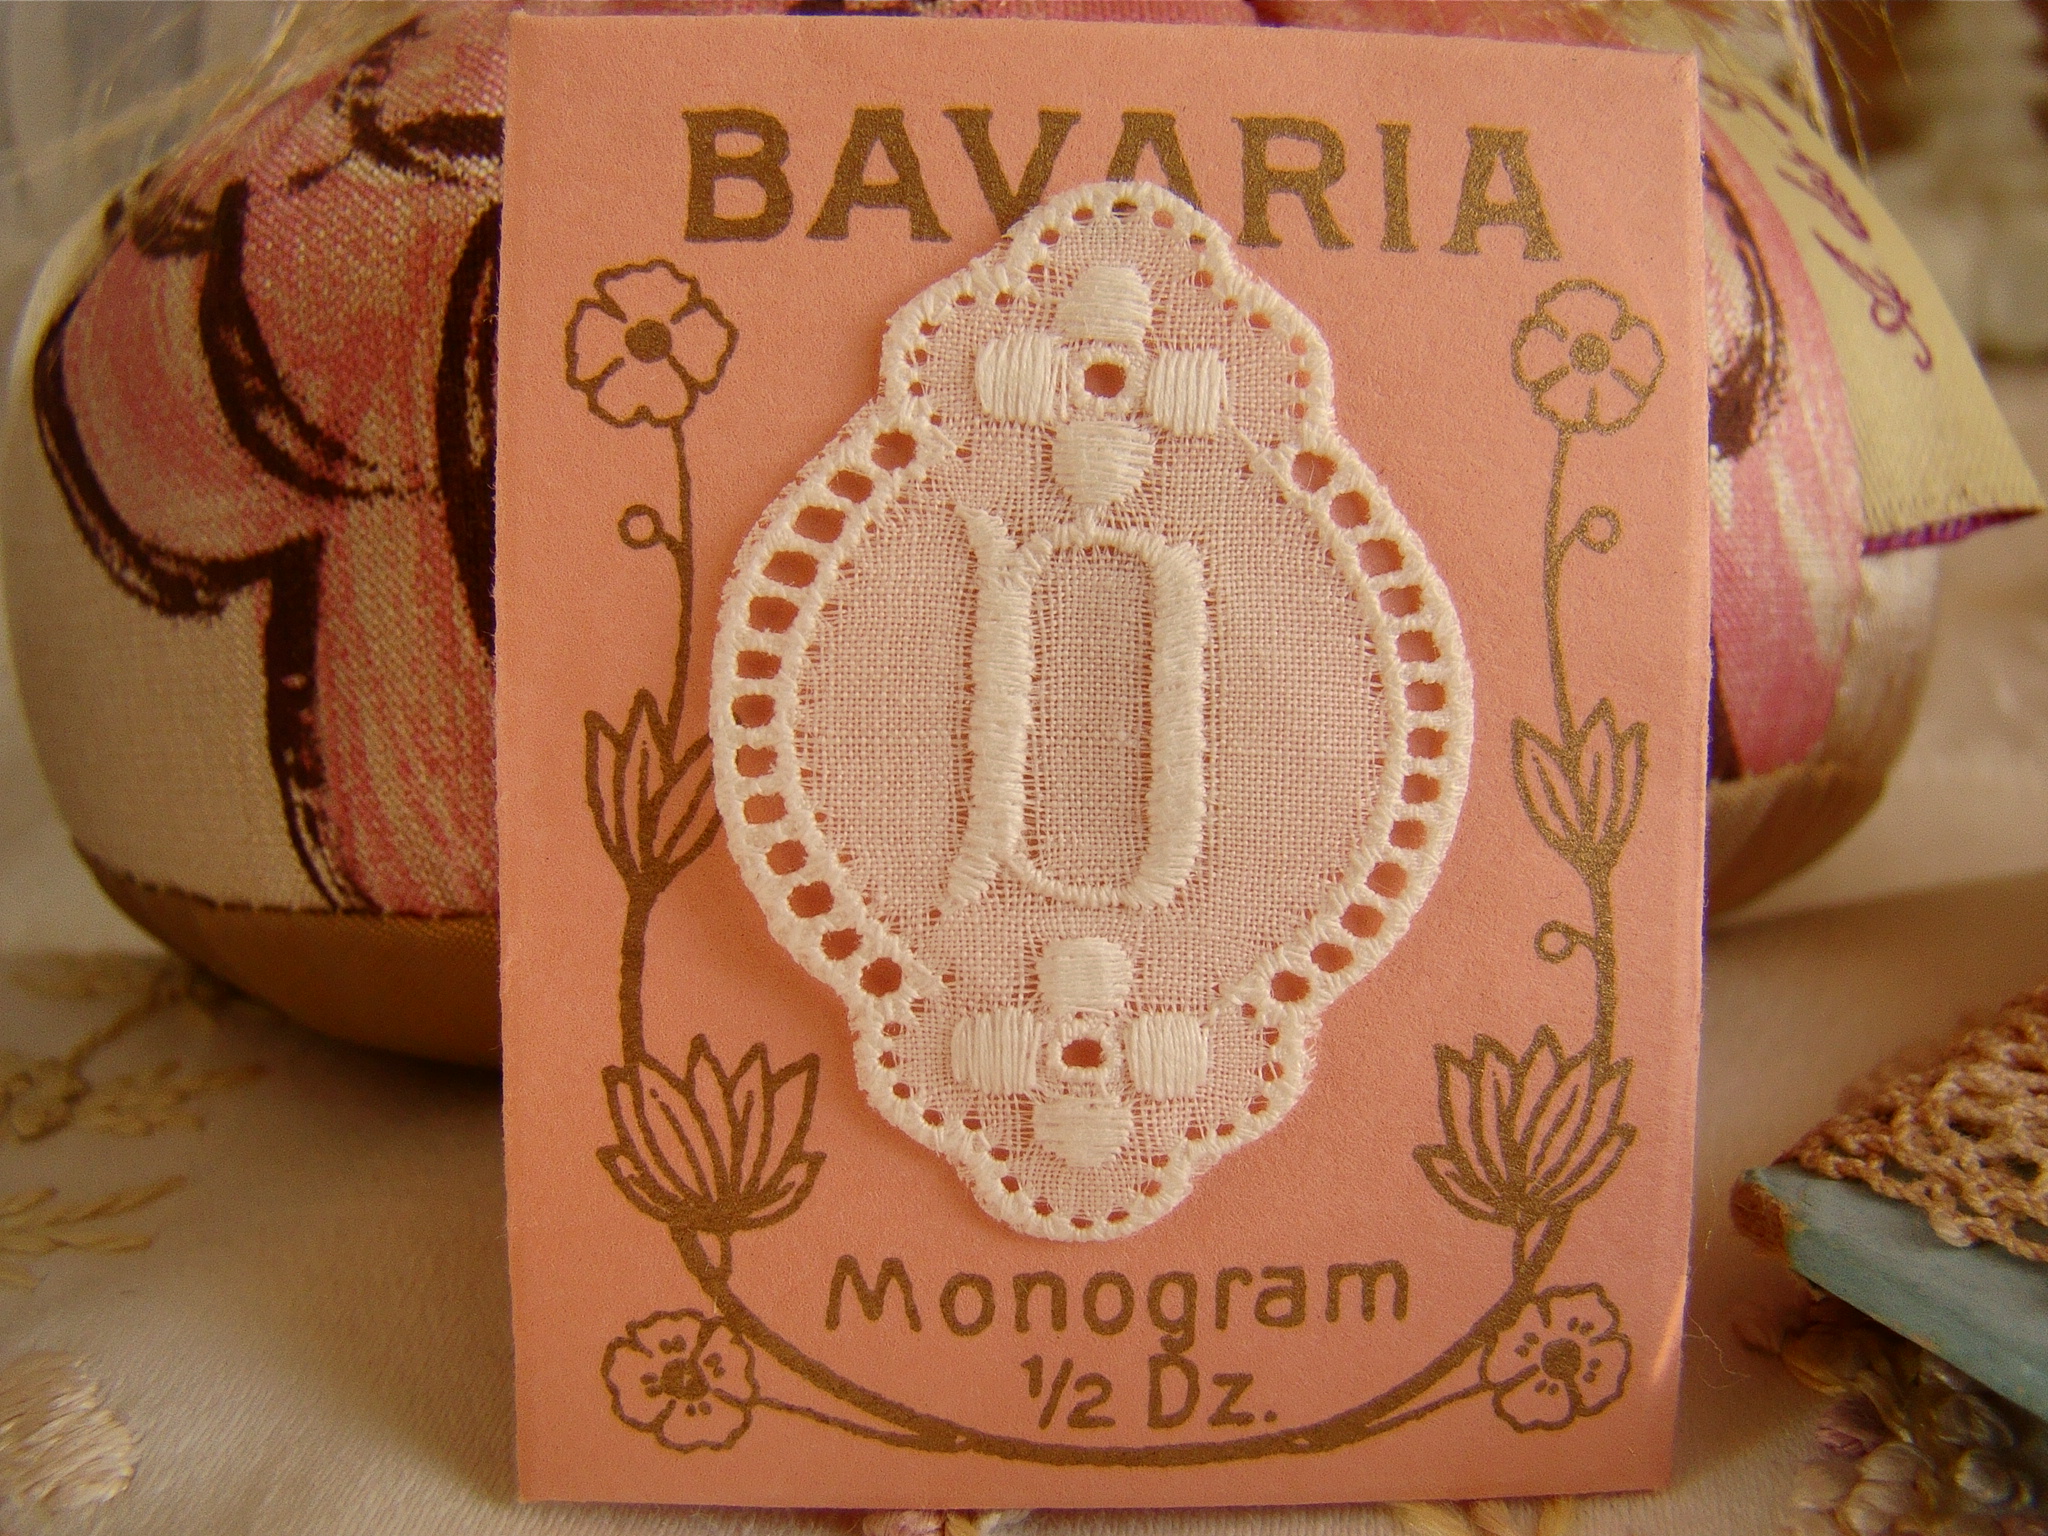 BAVARIA
D
Monogram
1/2 Dz.